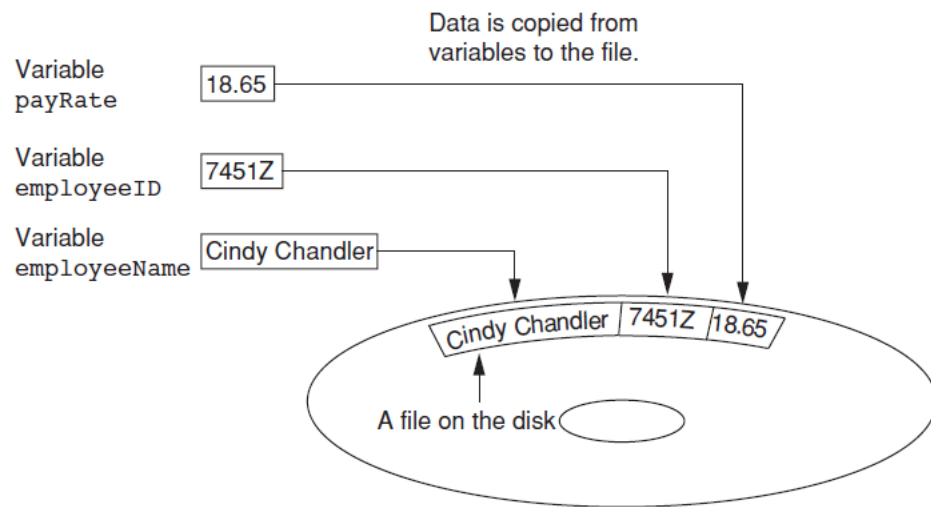 Data is copied from
variables to the file.
Variable
payRate
18.65
Variable
employeeID
7451Z
Variable
employeeName
Cindy Chandler
Cindy Chandler 7451Z 18.65
A file on the disk